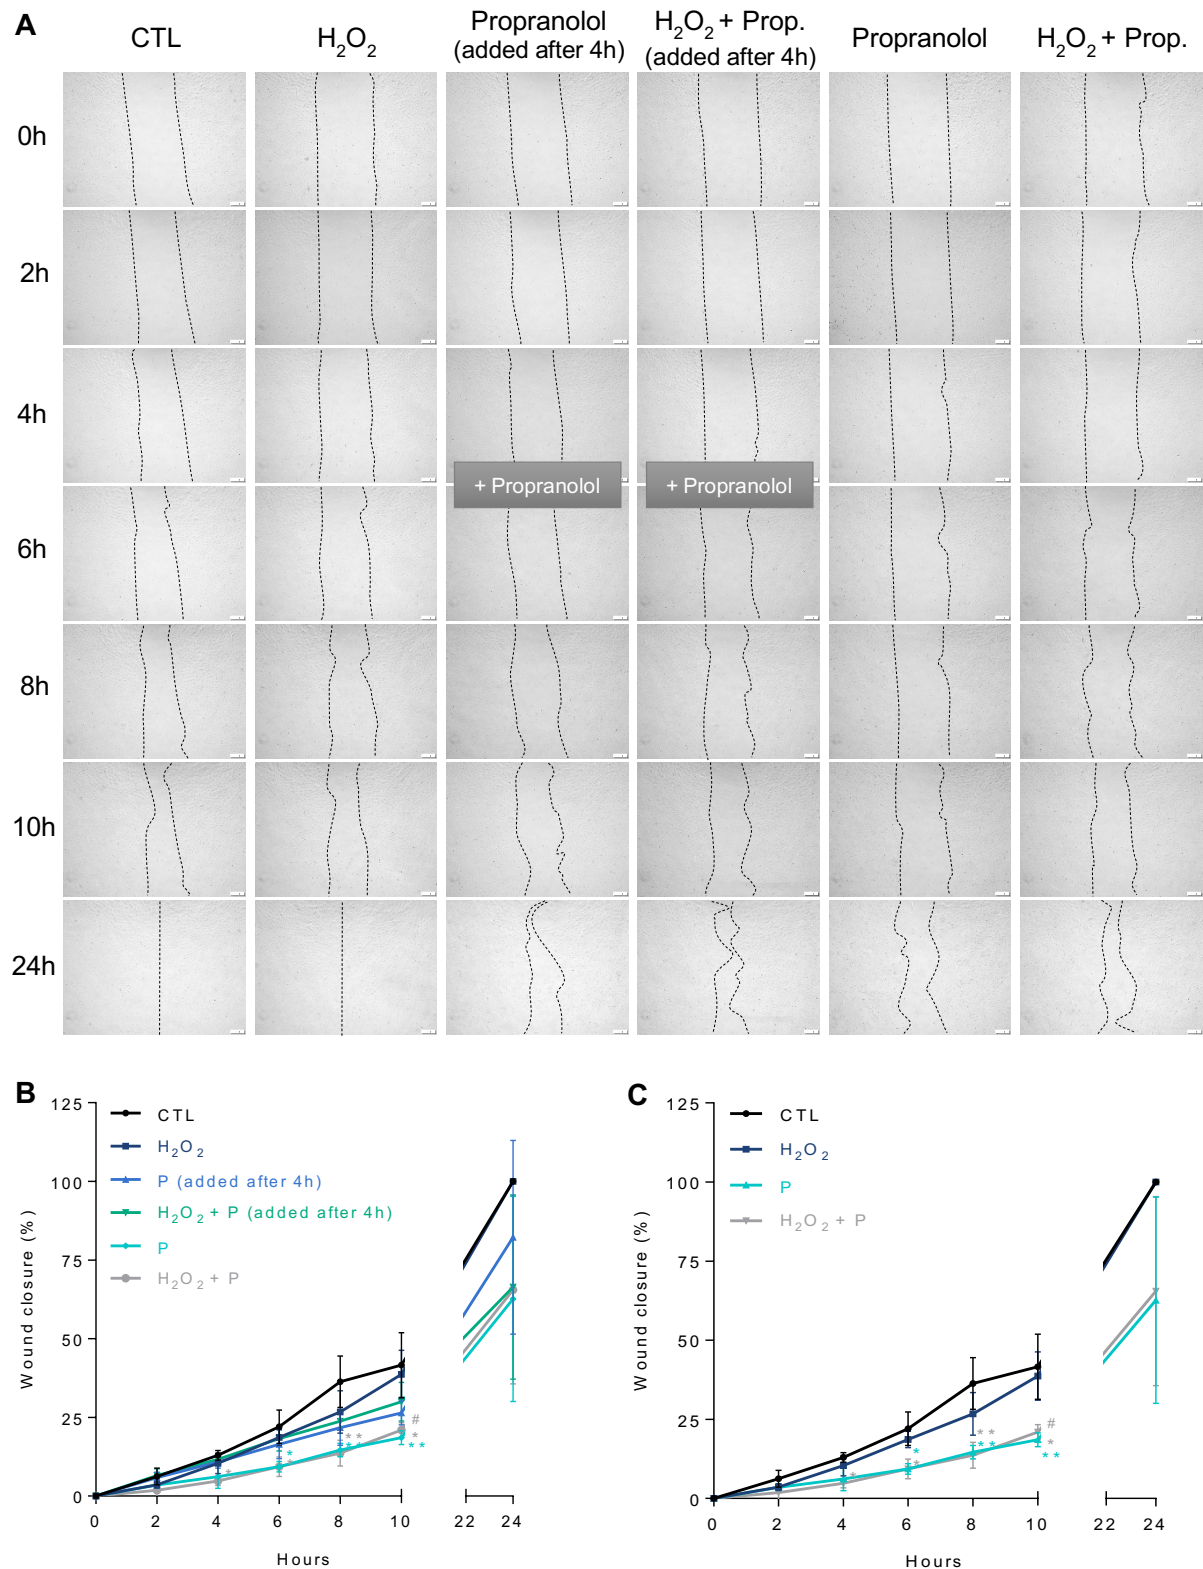 A
CTL
H₂O₂
Propranolol
(added after 4h)
H₂O₂ + Prop.
(added after 4h)
Propranolol
H₂O₂ + Prop.
0h
2h
4h
+ Propranolol
+ Propranolol
6h
8h
10h
24h
B
125
100
75
50
25
0
Wound closure (%)
CTL
H₂O₂
P (added after 4h)
H₂O₂ + P (added after 4h)
P
H₂O₂ + P
*
*
*
**
**
#
*
**
0
2
4
6
8
10
22
24
Hours
C
125
100
75
50
25
0
Wound closure (%)
CTL
H₂O₂
P
H₂O₂ + P
*
*
*
**
**
#
*
**
0
2
4
6
8
10
22
24
Hours